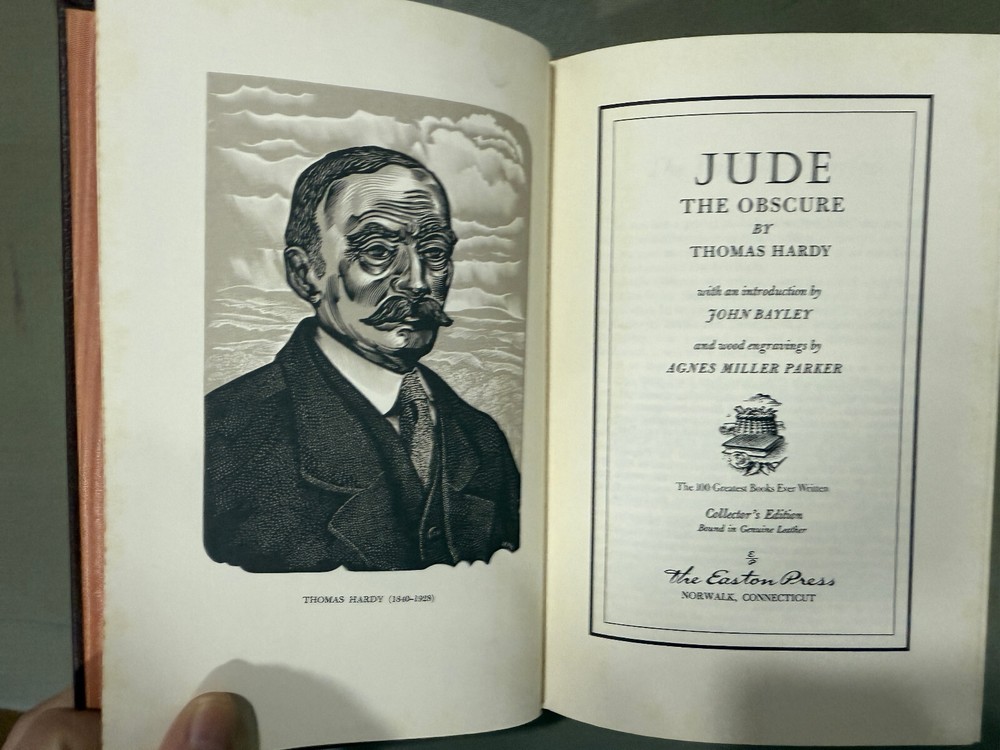 THOMAS HARDY (1840–1928)
JUDE
THE OBSCURE
BY
THOMAS HARDY
with an introduction by
JOHN BAYLEY
and wood engravings by
AGNES MILLER PARKER
The 100 Greatest Books Ever Written
Collector's Edition
Bound in Genuine Leather
the Easton Press
NORWALK, CONNECTICUT